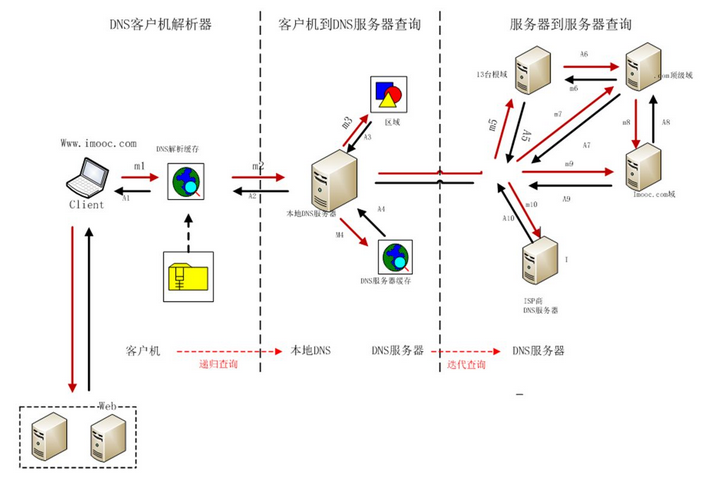 DNS客户机解析器
客户机到DNS服务器查询
服务器到服务器查询
13台根域
A6
m6
.com顶级域
m3
A3
区域
m5
A5
m7
A7
m8
A8
Www.imooc.com
DNS解析缓存
m1
A1
Client
m2
A2
本地DNS服务器
m9
A9
Imooc.com域
M4
A4
DNS服务器缓存
m10
A10
I
ISP商
DNS服务器
客户机
递归查询
本地DNS
DNS服务器
迭代查询
DNS服务器
Web